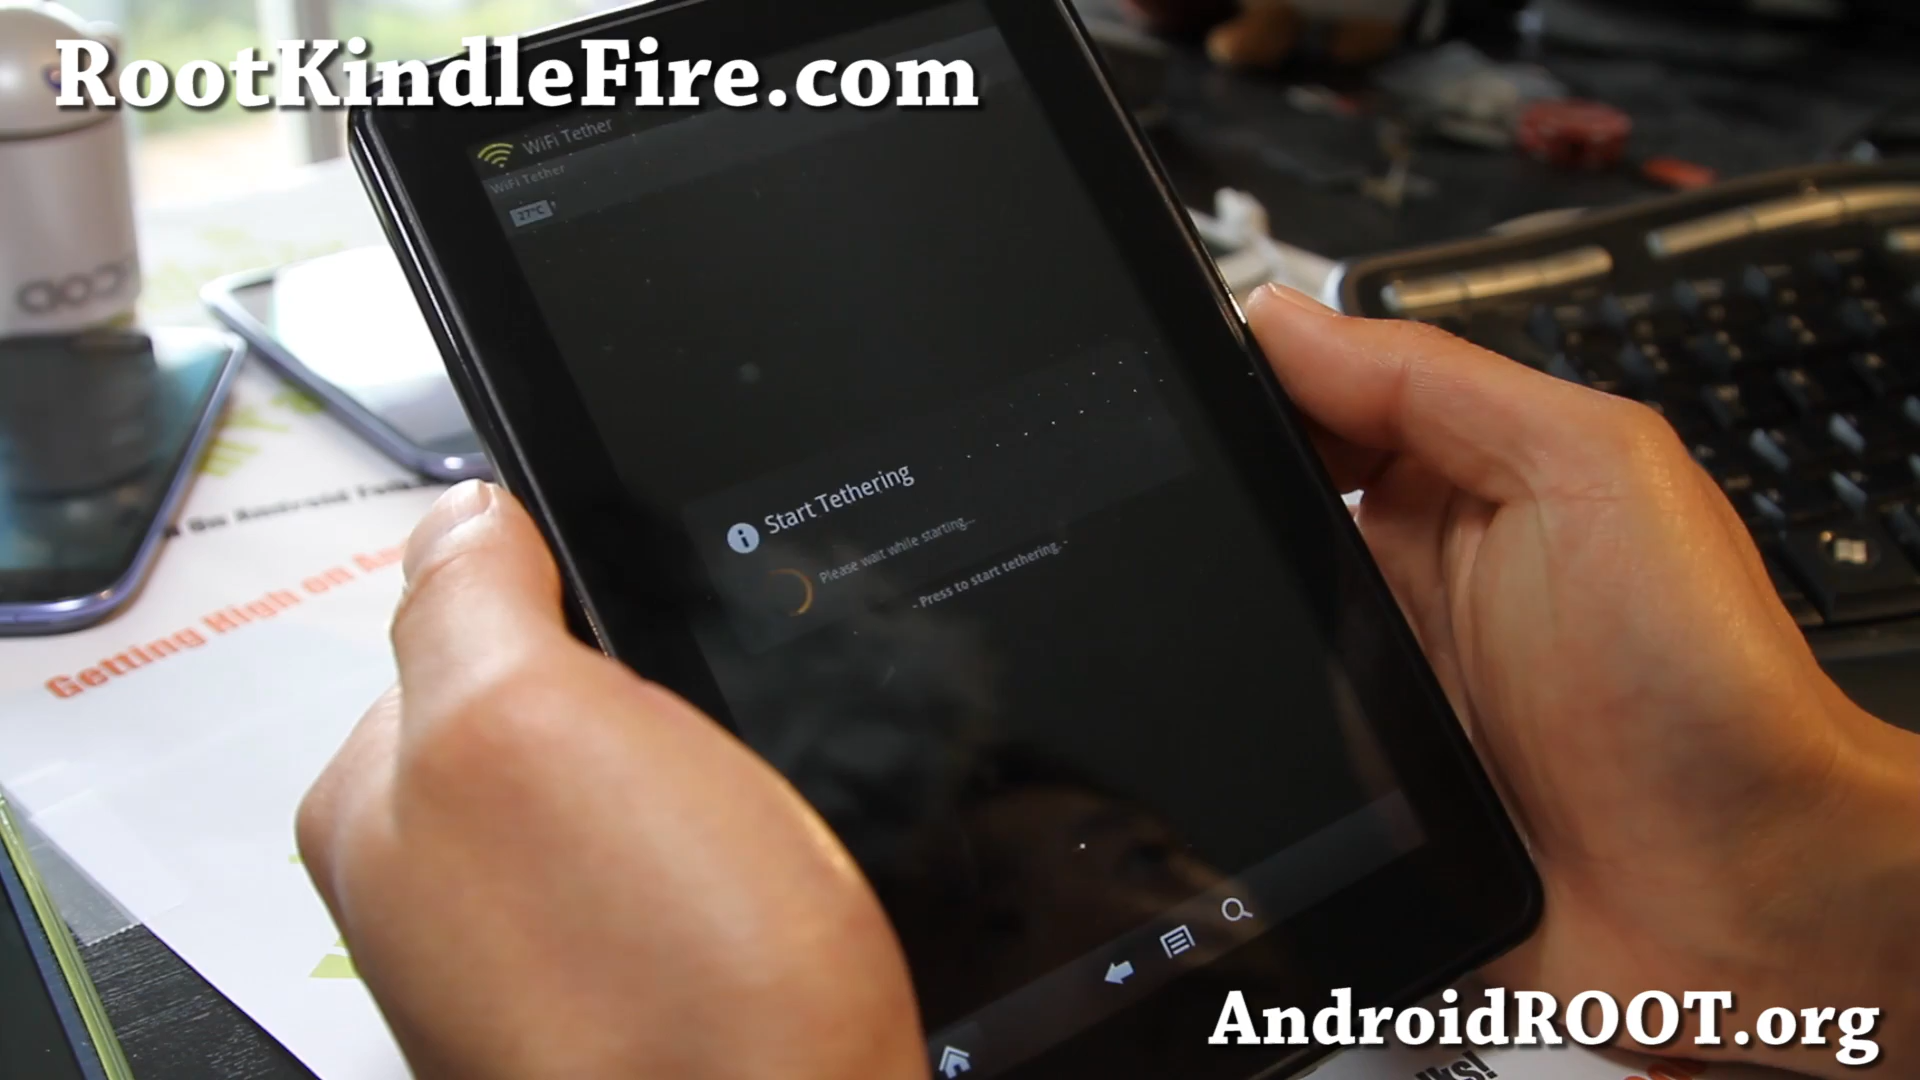 RootKindleFire.com
WiFi Tether
WiFi Tether
27°C
Start Tethering
Please wait while starting...
- Press to start tethering. -
Getting High on
AndroidROOT.org